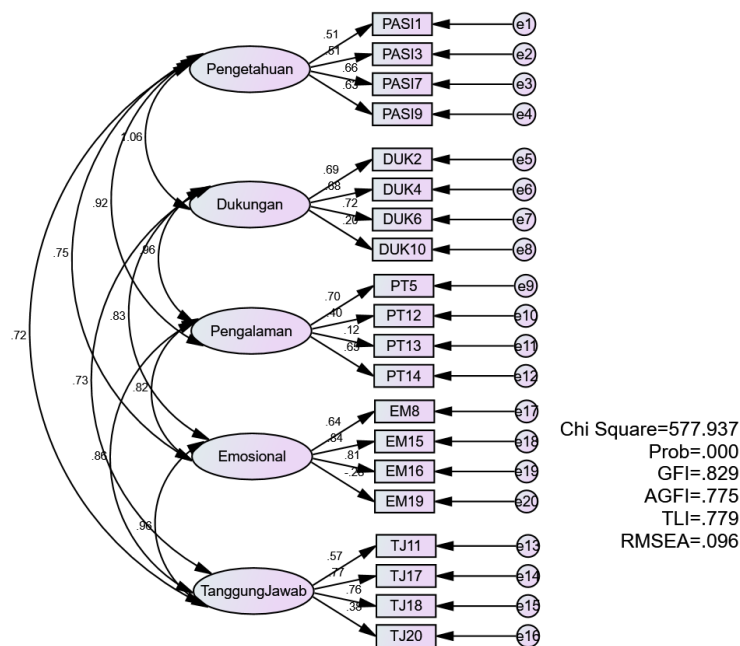 PASI1
e1
.51
PASI3
e2
.51
Pengetahuan
PASI7
e3
.66
PASI9
e4
.63
1.06
DUK2
e5
.69
DUK4
e6
.68
Dukungan
DUK6
e7
.72
DUK10
e8
.20
.92
.96
.75
PT5
e9
.70
PT12
e10
.40
.83
Pengalaman
PT13
e11
.12
.72
PT14
e12
.65
.73
.82
EM8
e17
.64
EM15
e18
.84
.86
Emosional
EM16
e19
.81
EM19
e20
.96
TJ11
e13
.57
TJ17
e14
.77
TanggungJawab
TJ18
e15
.76
TJ20
e16
.38
Chi Square=577.937
Prob=.000
GFI=.829
AGFI=.775
TLI=.779
RMSEA=.096